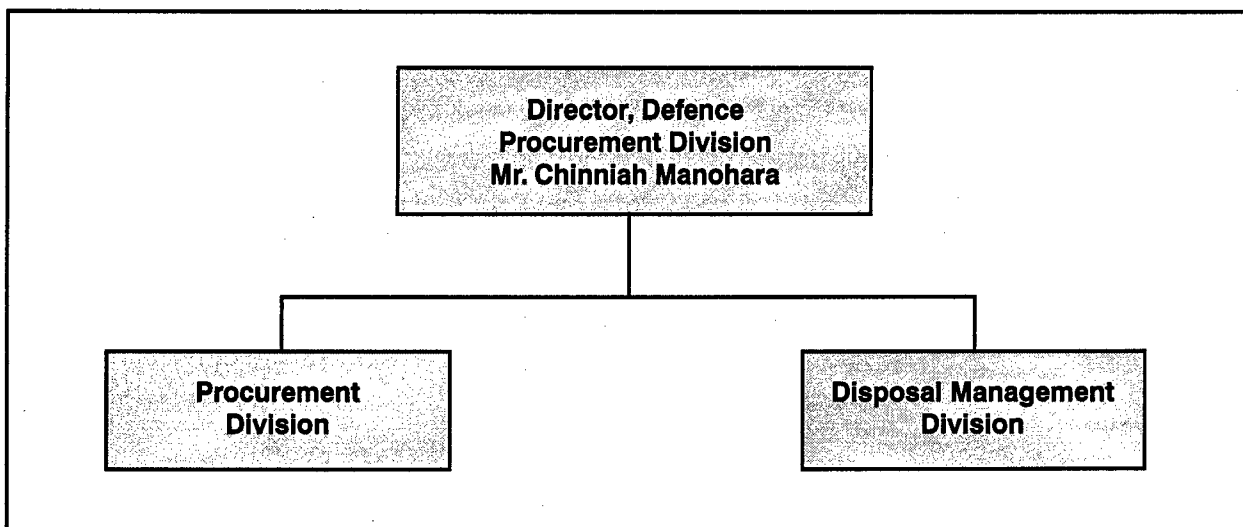 Director, Defence
Procurement Division
Mr. Chinniah Manohara
Procurement
Division
Disposal Management
Division